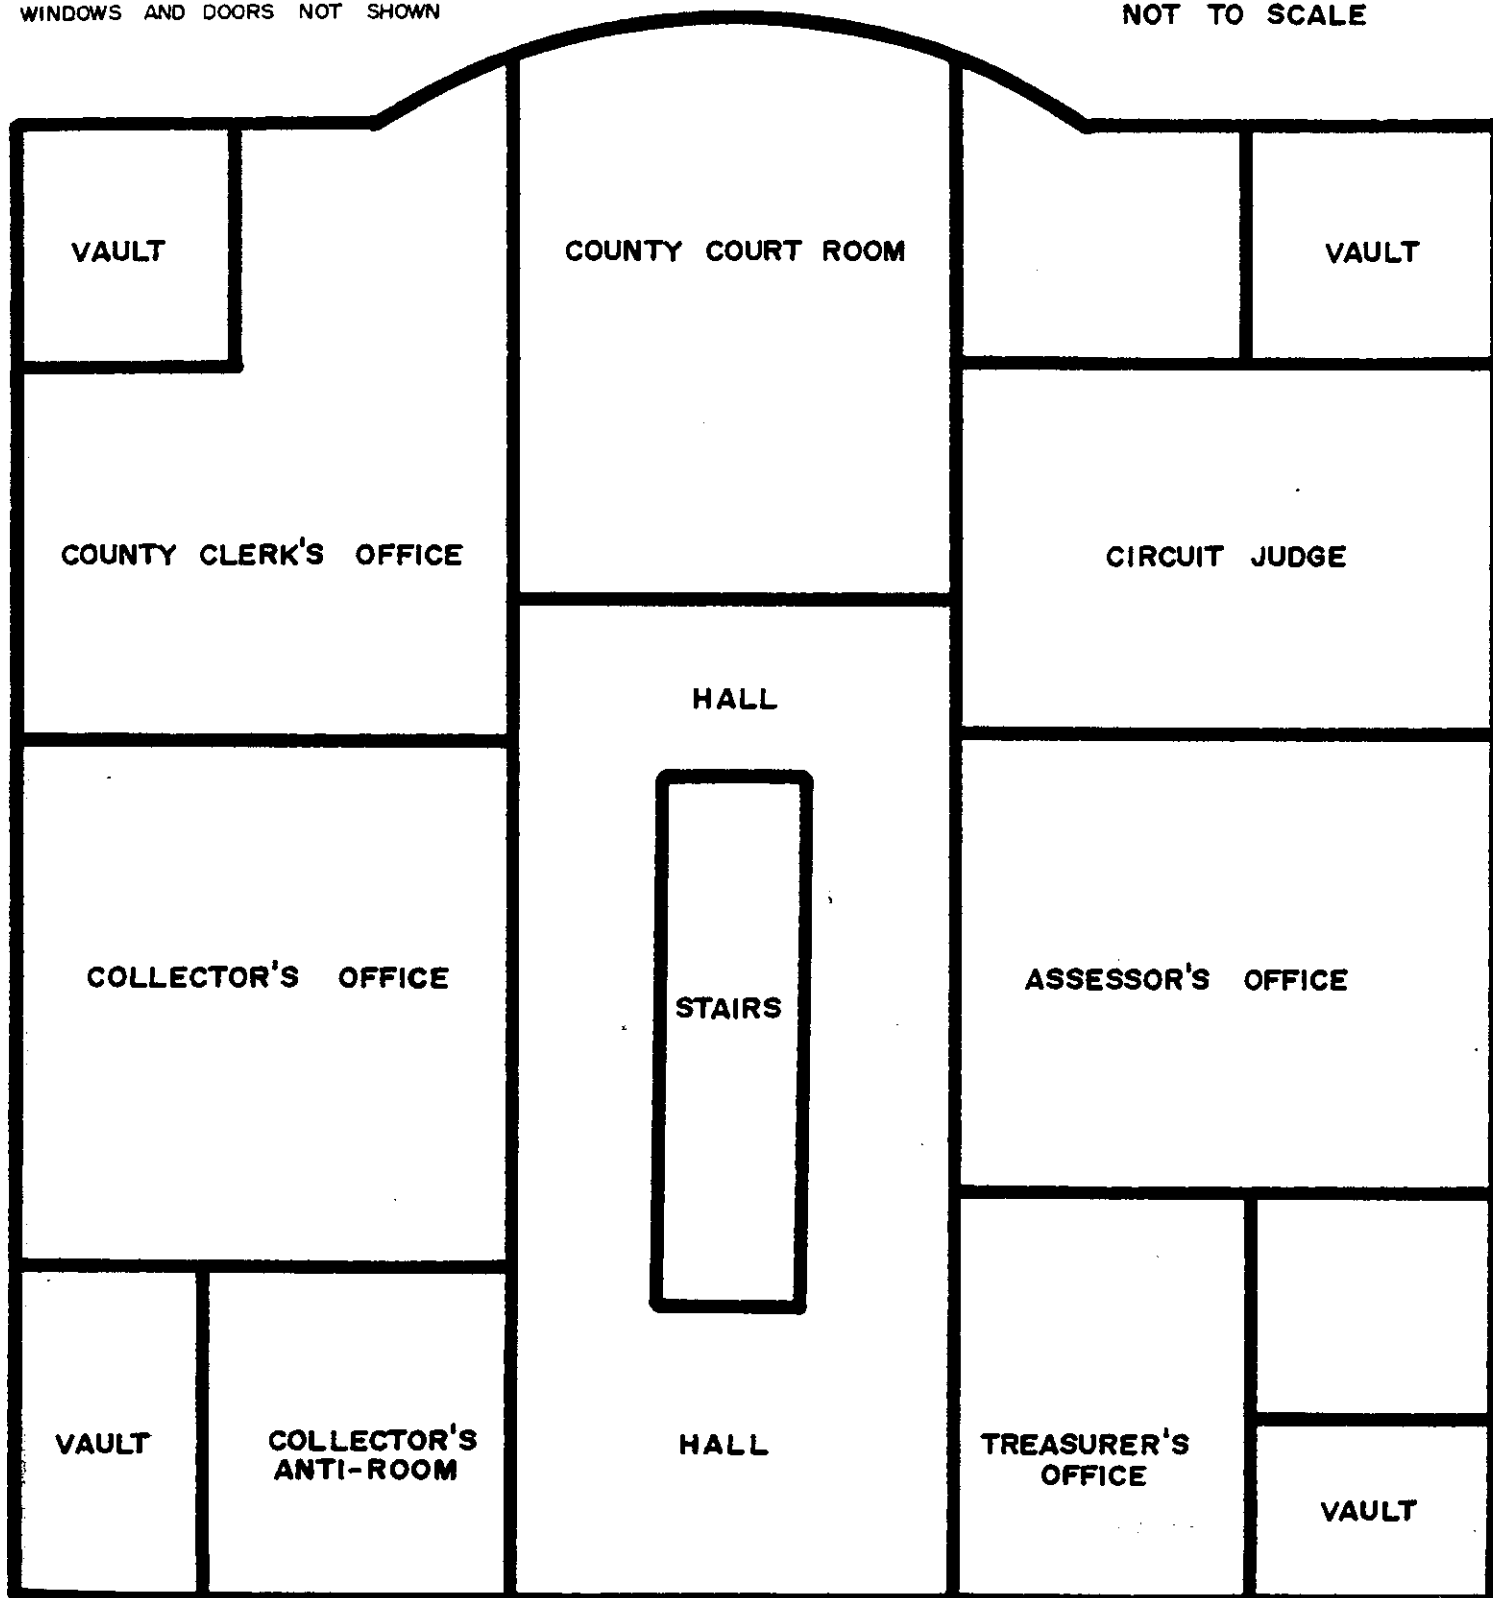 WINDOWS AND DOORS NOT SHOWN
NOT TO SCALE
VAULT
COUNTY COURT ROOM
VAULT
COUNTY CLERK'S OFFICE
CIRCUIT JUDGE
HALL
COLLECTOR'S OFFICE
ASSESSOR'S OFFICE
STAIRS
VAULT
COLLECTOR'S
ANTI-ROOM
HALL
TREASURER'S
OFFICE
VAULT